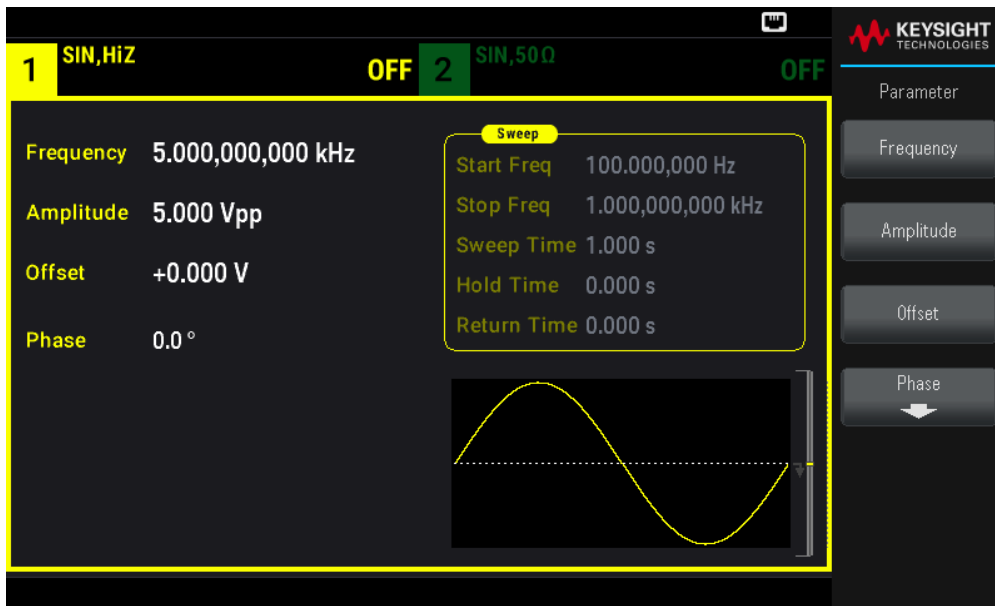 1 SIN,HiZ OFF
2 SIN,50Ω OFF
KEYSIGHT
TECHNOLOGIES
Parameter
Frequency 5.000,000,000 kHz
Amplitude 5.000 Vpp
Offset +0.000 V
Phase 0.0 °
Sweep
Start Freq 100.000,000 Hz
Stop Freq 1.000,000,000 kHz
Sweep Time 1.000 s
Hold Time 0.000 s
Return Time 0.000 s
Frequency
Amplitude
Offset
Phase